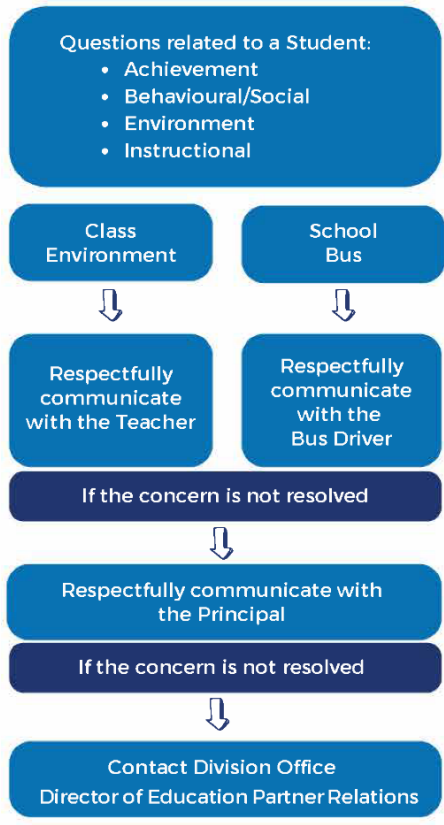 Questions related to a Student:
• Achievement
• Behavioural/Social
• Environment
• Instructional
Class
Environment
School
Bus
Respectfully
communicate
with the Teacher
Respectfully
communicate
with the
Bus Driver
If the concern is not resolved
Respectfully communicate with
the Principal
If the concern is not resolved
Contact Division Office
Director of Education Partner Relations